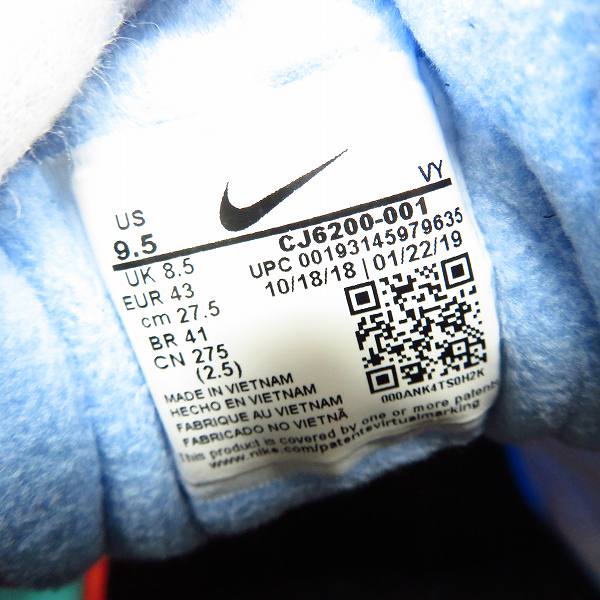 VY
US
9.5
CJ6200-001
UK 8.5
UPC 00193145979635
EUR 43
10/18/18 | 01/22/19
cm 27.5
BR 41
CN 275
(2.5)
000ANK4TS0H2K
MADE IN VIETNAM
HECHO EN VIETNAM
FABRIQUE AU VIETNAM
FABRICADO NO VIETNÃ
This product is covered by one or more patents
www.nike.com/patentsvirtualmarking